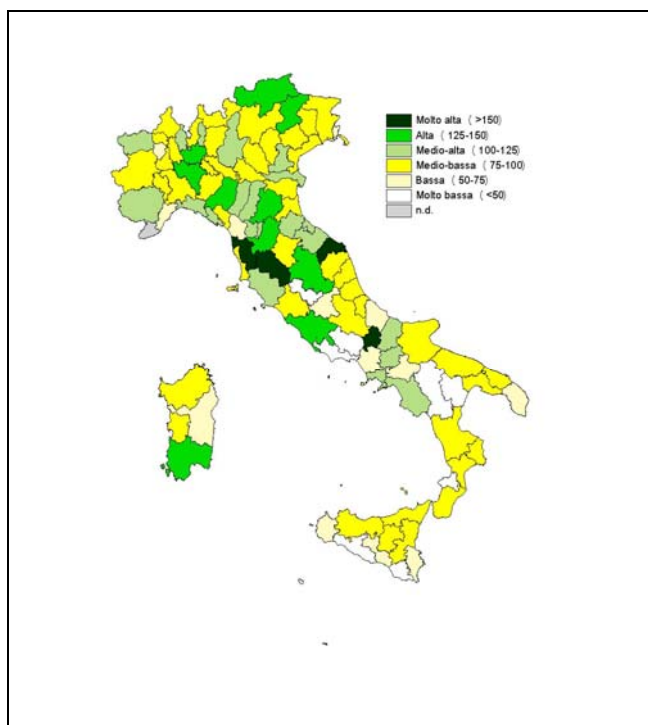 Molto alta ( >150)
Alta ( 125-150)
Medio-alta ( 100-125)
Medio-bassa ( 75-100)
Bassa ( 50-75)
Molto bassa ( <50)
n.d.